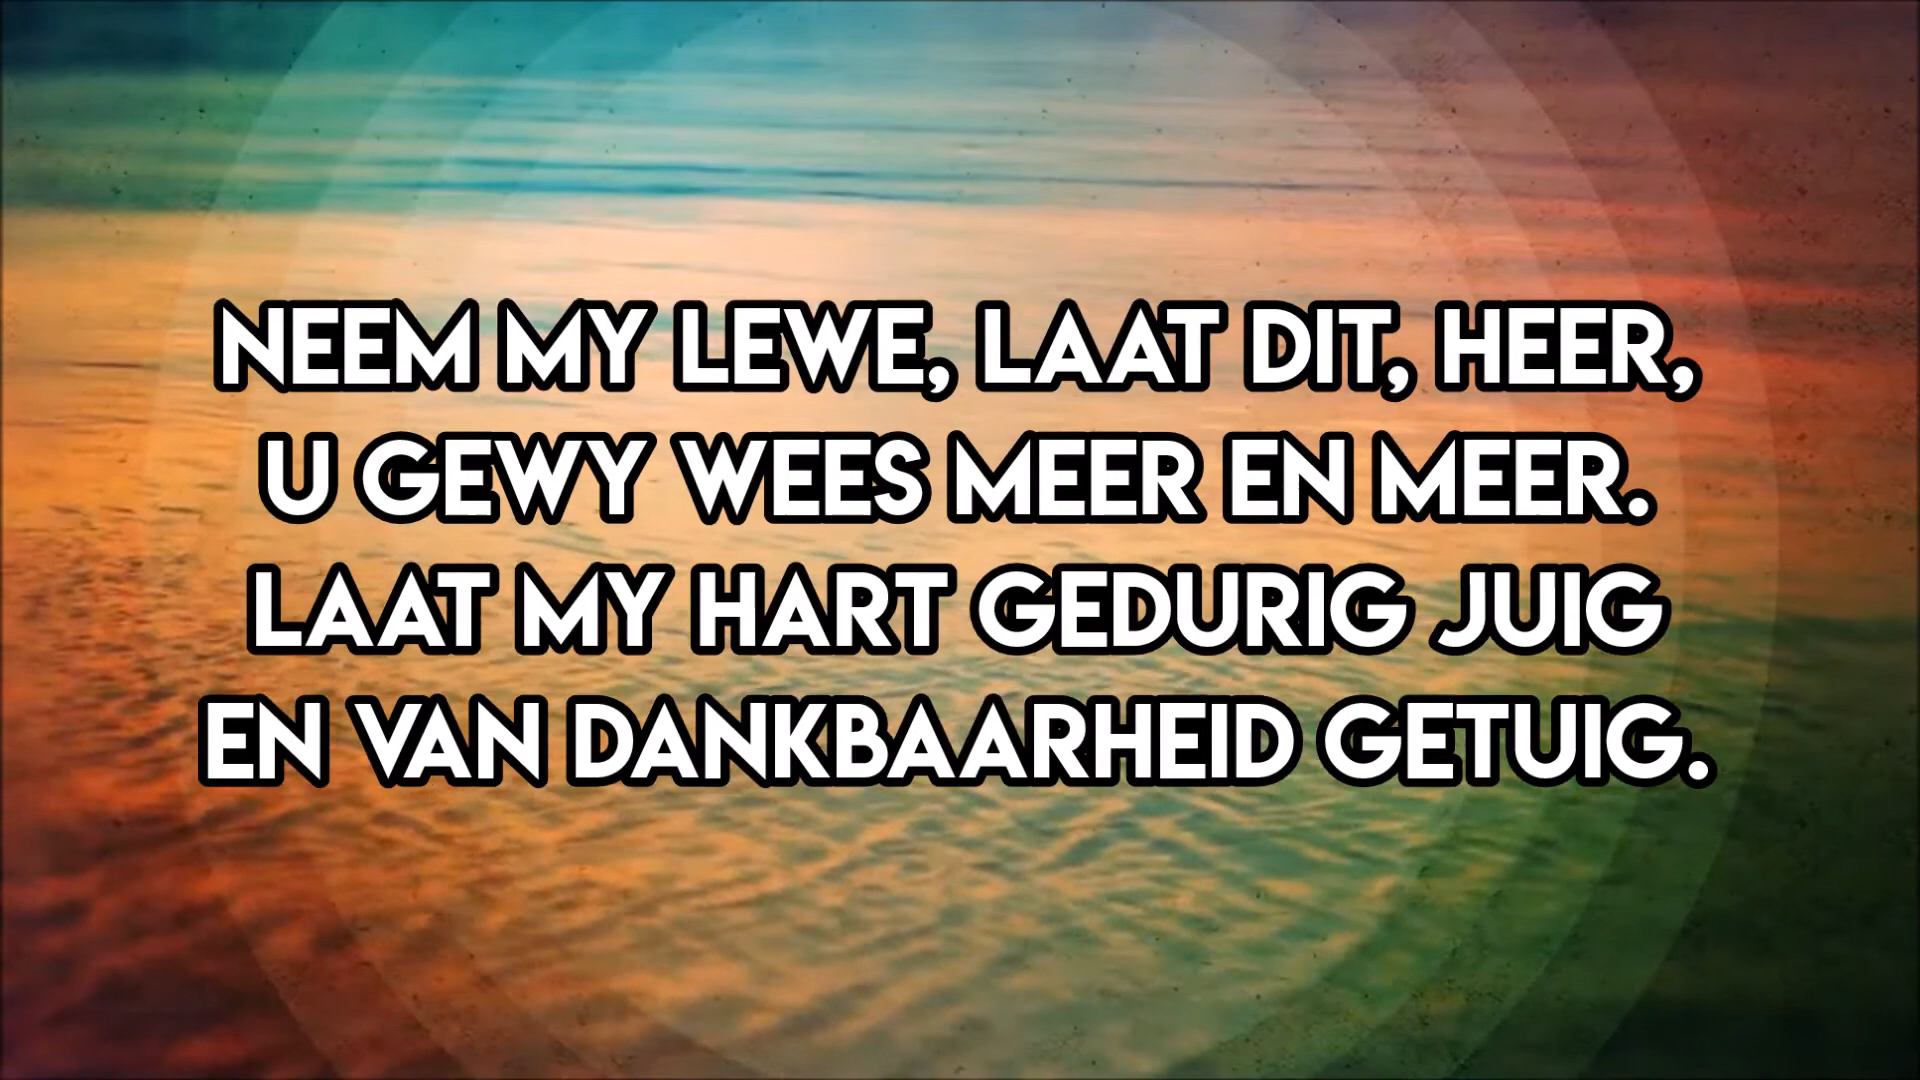 NEEM MY LEWE, LAAT DIT, HEER,
U GEWY WEES MEER EN MEER.
LAAT MY HART GEDURIG JUIG
EN VAN DANKBAARHEID GETUIG.